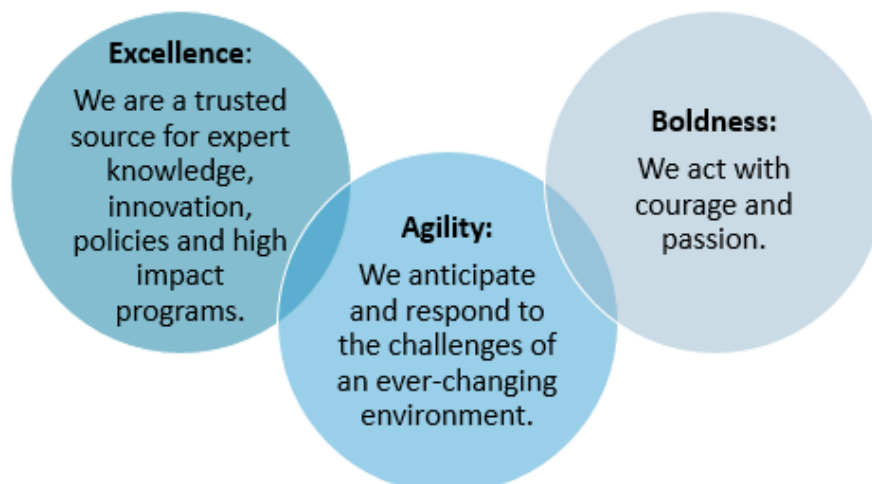 Excellence:
We are a trusted
source for expert
knowledge,
innovation,
policies and high
impact
programs.
Agility:
We anticipate
and respond to
the challenges of
an ever-changing
environment.
Boldness:
We act with
courage and
passion.